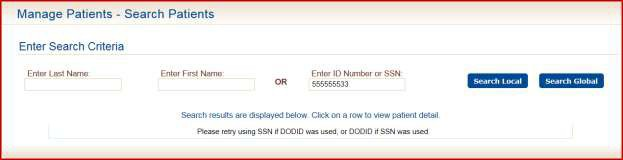 Manage Patients - Search Patients
Enter Search Criteria
Enter Last Name: Enter First Name: OR Enter ID Number or SSN: 555555533 Search Local Search Global
Search results are displayed below. Click on a row to view patient detail.
Please retry using SSN if DODID was used, or DODID if SSN was used.